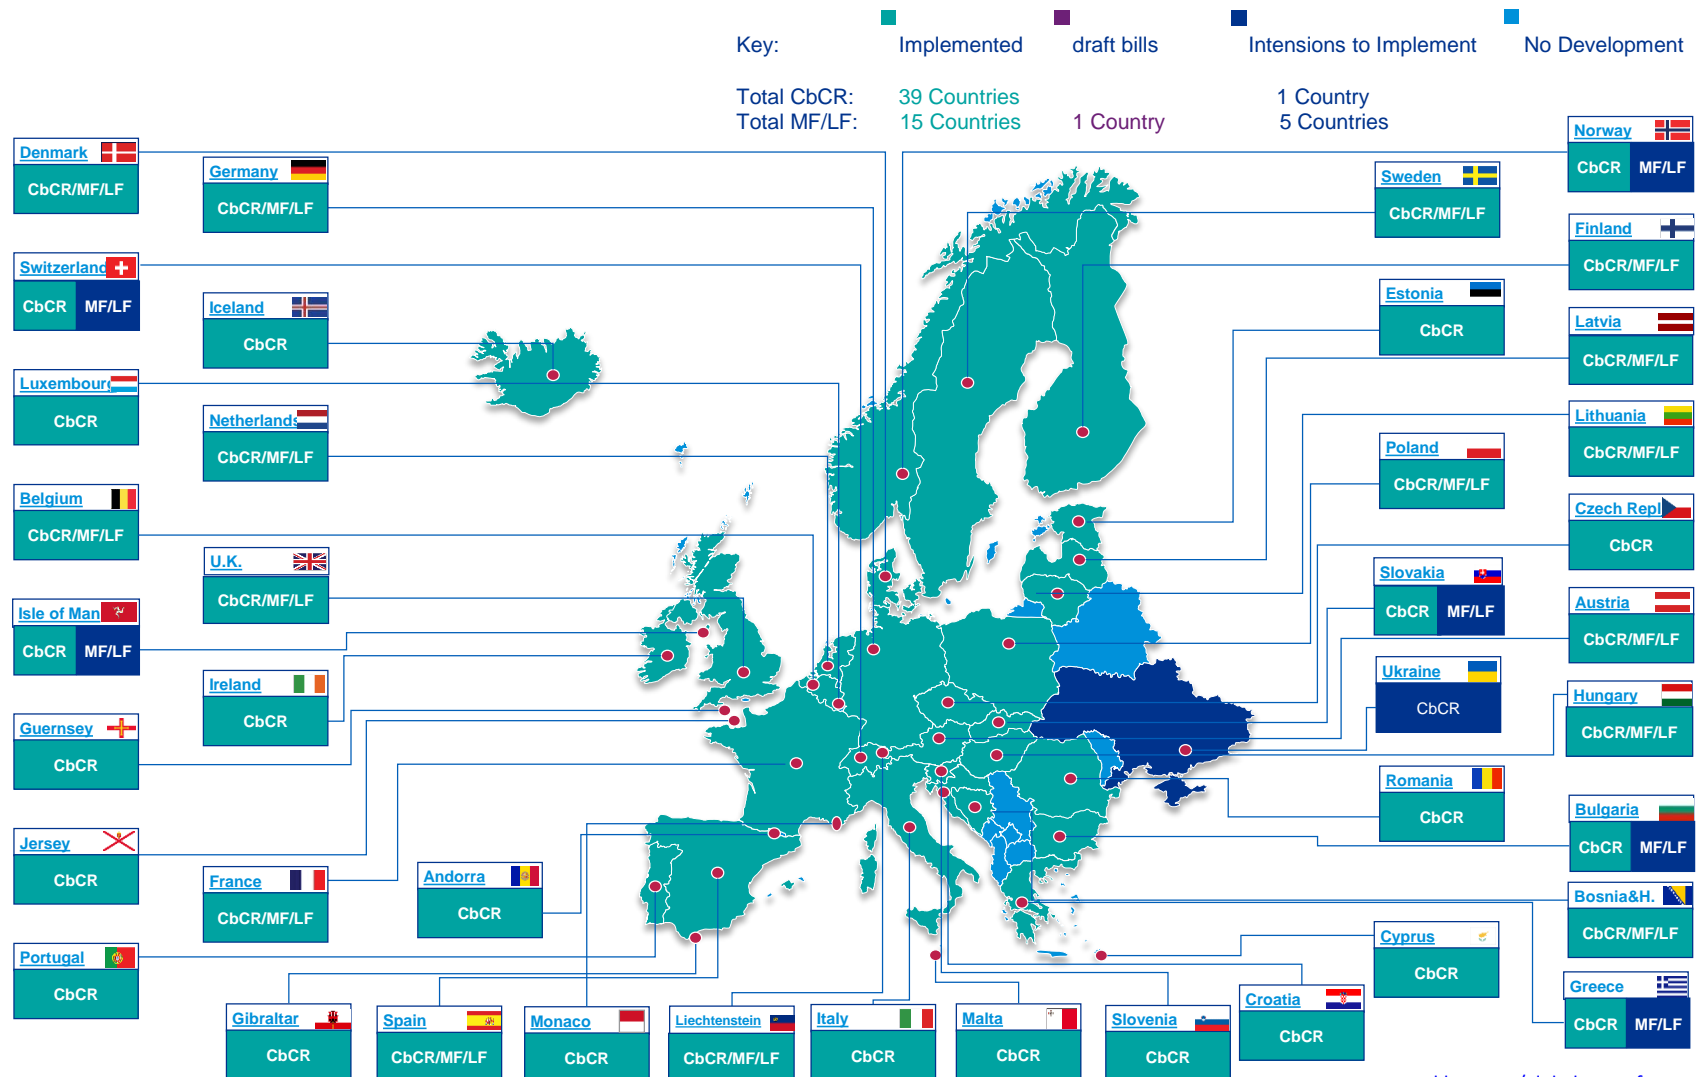 Key:
Implemented
draft bills
Intensions to Implement
No Development
Total CbCR:
39 Countries
1 Country
Total MF/LF:
15 Countries
1 Country
5 Countries
Denmark
CbCR/MF/LF
Germany
CbCR/MF/LF
Switzerland
CbCR
MF/LF
Iceland
CbCR
Luxembourg
CbCR
Netherlands
CbCR/MF/LF
Belgium
CbCR/MF/LF
U.K.
CbCR/MF/LF
Isle of Man
CbCR
MF/LF
Ireland
CbCR
Guernsey
CbCR
Jersey
CbCR
France
CbCR/MF/LF
Andorra
CbCR
Portugal
CbCR
Gibraltar
CbCR
Spain
CbCR/MF/LF
Monaco
CbCR
Liechtenstein
CbCR/MF/LF
Italy
CbCR
Malta
CbCR
Slovenia
CbCR
Croatia
CbCR
Norway
CbCR
MF/LF
Sweden
CbCR/MF/LF
Finland
CbCR/MF/LF
Estonia
CbCR
Latvia
CbCR/MF/LF
Lithuania
CbCR/MF/LF
Poland
CbCR/MF/LF
Czech Repl
CbCR
Slovakia
CbCR
MF/LF
Austria
CbCR/MF/LF
Ukraine
CbCR
Hungary
CbCR/MF/LF
Romania
CbCR
Bulgaria
CbCR
MF/LF
Bosnia&H.
CbCR/MF/LF
Cyprus
CbCR
Greece
CbCR
MF/LF